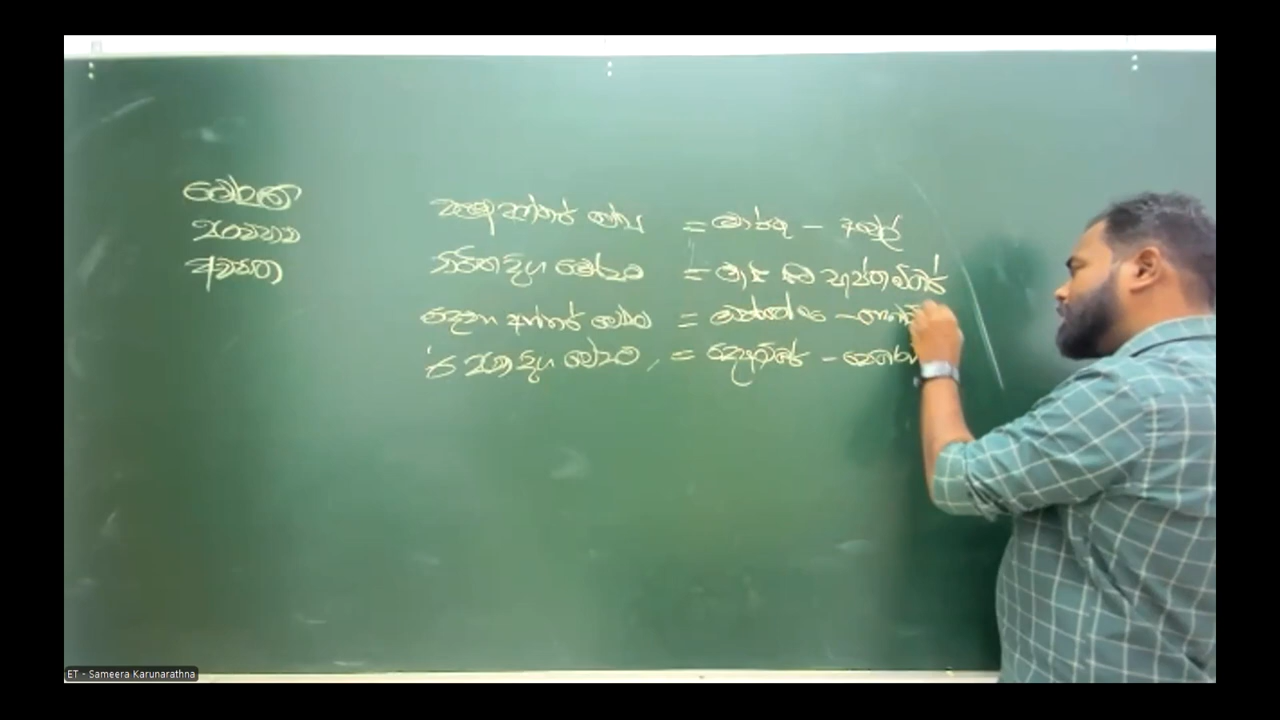 මෝසම්
සංවහන
අවපාත
පළමු අන්තර් මෝස = මාර්තු - අප්‍රේල්
නිරිත දිග මෝසම = මැයි සිට සැප්තැම්බර්
දෙවන අන්තර් මෝසම = ඔක්තෝබ -
ඊසාන දිග මෝසම = දෙසැම්බර් - පෙබර
ET - Sameera Karunarathna